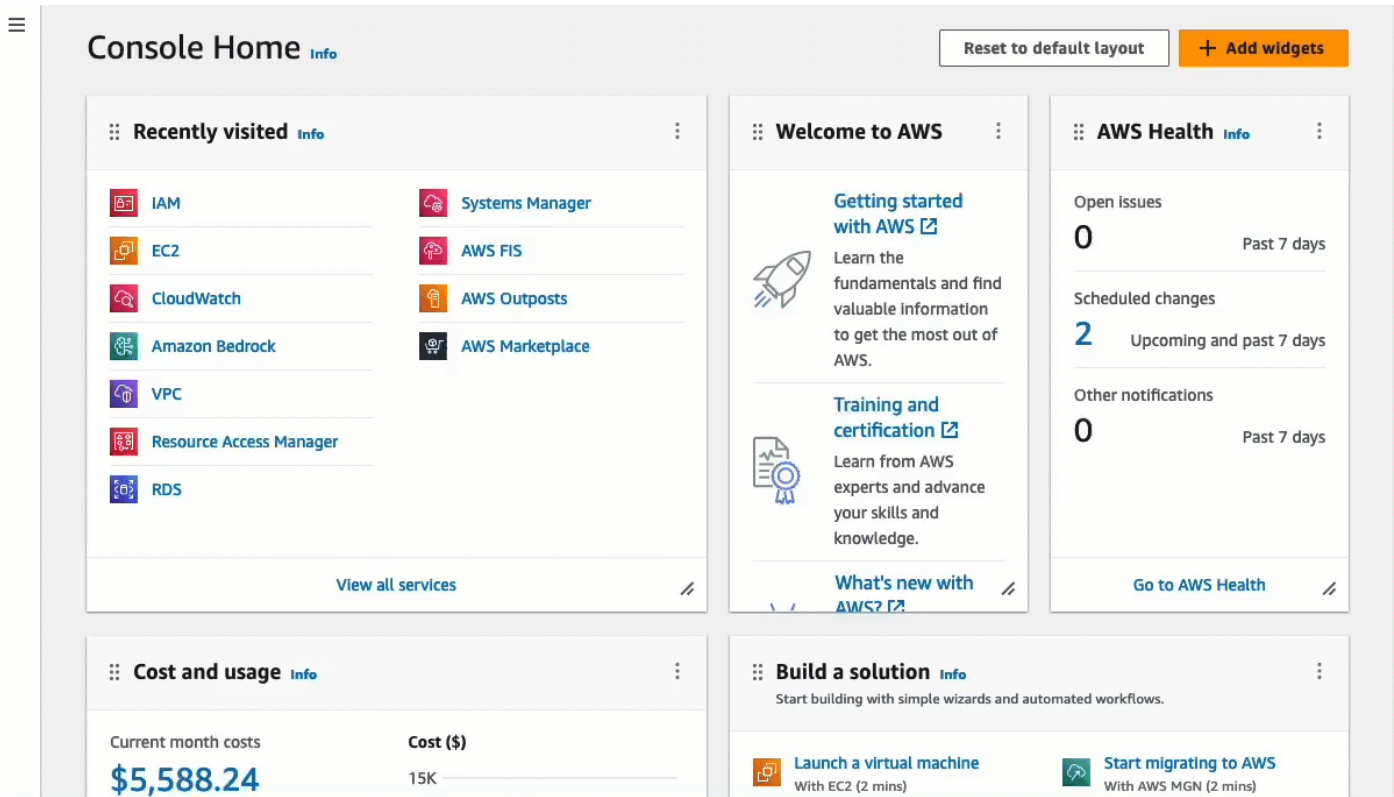 Console Home Info
Reset to default layout
+ Add widgets
Recently visited Info
IAM
EC2
CloudWatch
Amazon Bedrock
VPC
Resource Access Manager
RDS
Systems Manager
AWS FIS
AWS Outposts
AWS Marketplace
View all services
Welcome to AWS
Getting started
with AWS
Learn the
fundamentals and find
valuable information
to get the most out of
AWS.
Training and
certification
Learn from AWS
experts and advance
your skills and
knowledge.
What's new with
AWS?
AWS Health Info
Open issues
0 Past 7 days
Scheduled changes
2 Upcoming and past 7 days
Other notifications
0 Past 7 days
Go to AWS Health
Cost and usage Info
Current month costs
$5,588.24
Cost ($)
15K
Build a solution Info
Start building with simple wizards and automated workflows.
Launch a virtual machine
With EC2 (2 mins)
Start migrating to AWS
With AWS MGN (2 mins)